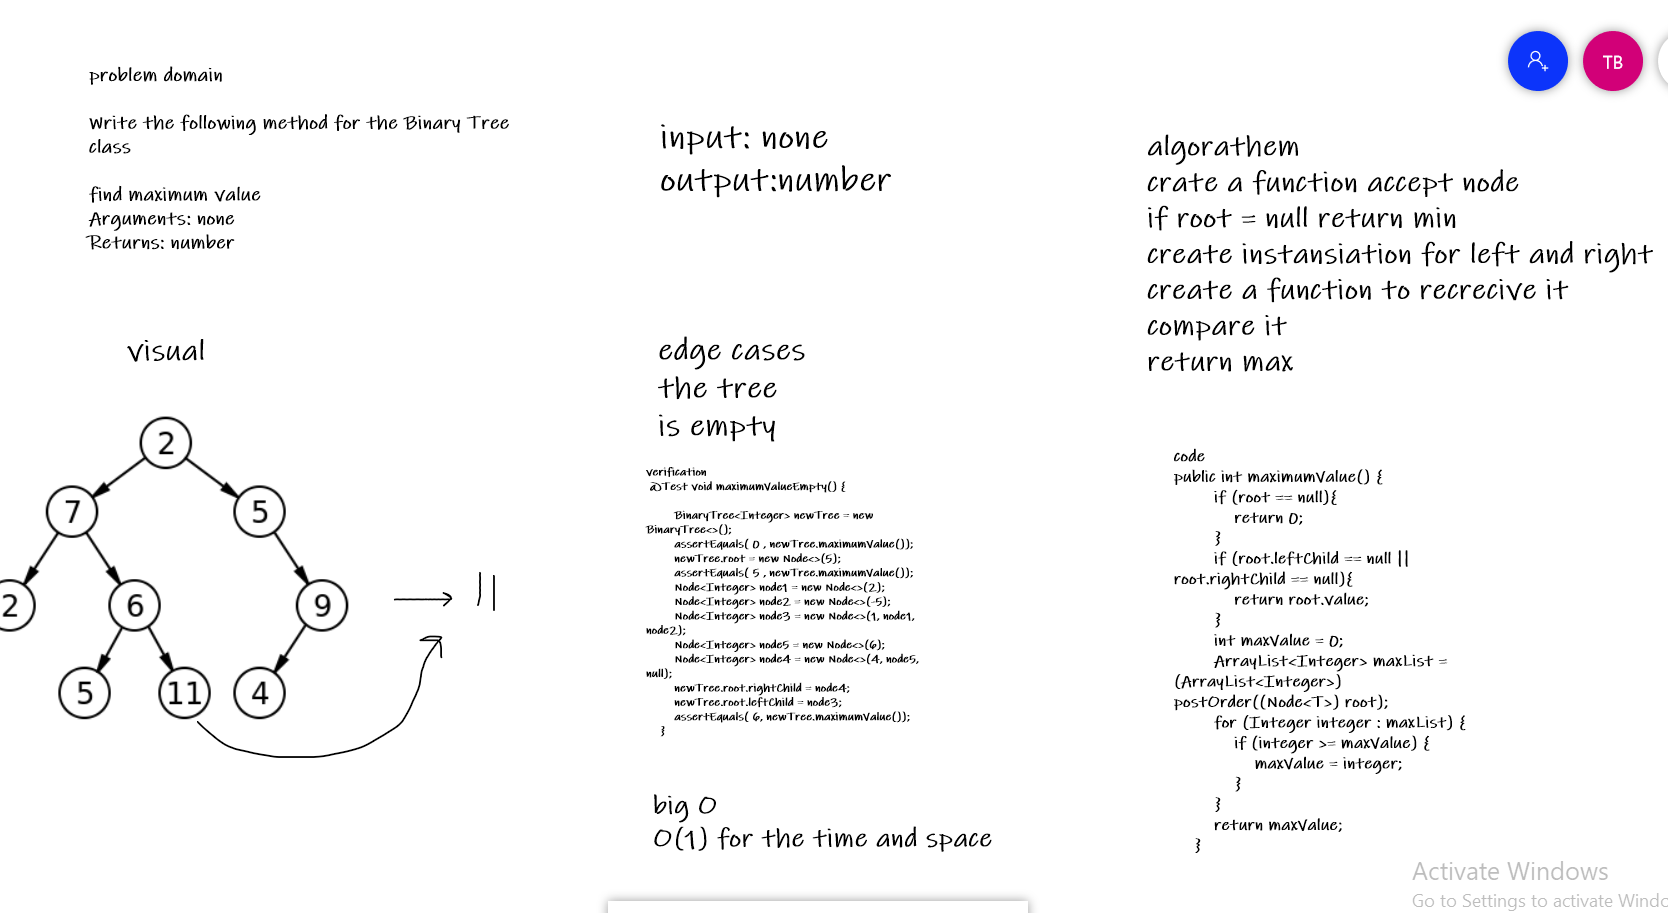 problem domain
Write the following method for the Binary Tree
class
find maximum value
Arguments: none
Returns: number
visual
2
7
5
2
6
9
5
11
4
11
input: none
output:number
edge cases
the tree
is empty
verification
@Test void maximumValueEmpty() {
BinaryTree<Integer> newTree = new
BinaryTree<>();
assertEquals( 0 , newTree.maximumValue());
newTree.root = new Node<>(5);
assertEquals( 5 , newTree.maximumValue());
Node<Integer> node1 = new Node<>(2);
Node<Integer> node2 = new Node<>(-5);
Node<Integer> node3 = new Node<>(1, node1,
node2);
Node<Integer> node5 = new Node<>(6);
Node<Integer> node4 = new Node<>(4, node5,
null);
newTree.root.rightChild = node4;
newTree.root.leftChild = node3;
assertEquals( 6, newTree.maximumValue());
}
big O
O(1) for the time and space
TB
algorathem
crate a function accept node
if root = null return min
create instansiation for left and right
create a function to recrecive it
compare it
return max
code
public int maximumValue() {
if (root == null){
return 0;
}
if (root.leftChild == null ||
root.rightChild == null){
return root.value;
}
int maxValue = 0;
ArrayList<Integer> maxList =
(ArrayList<Integer>)
postOrder((Node<T>) root);
for (Integer integer : maxList) {
if (integer >= maxValue) {
maxValue = integer;
}
}
return maxValue;
}
Activate Windows
Go to Settings to activate Windo